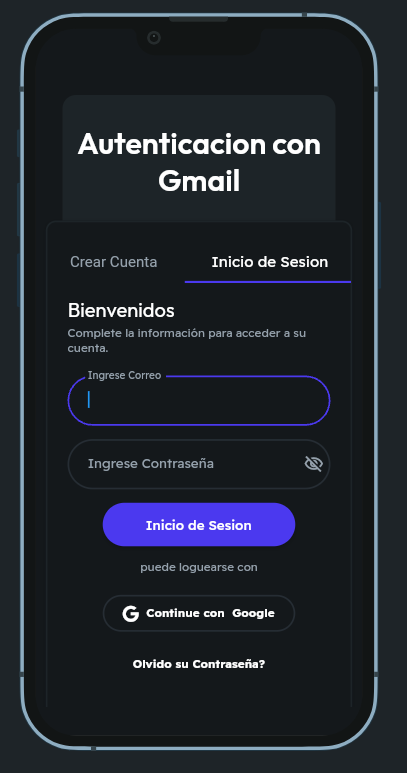 Autenticacion con
Gmail
Crear Cuenta
Inicio de Sesion
Bienvenidos
Complete la información para acceder a su
cuenta.
Ingrese Correo
Ingrese Contraseña
Inicio de Sesion
puede loguearse con
Continue con Google
Olvido su Contraseña?